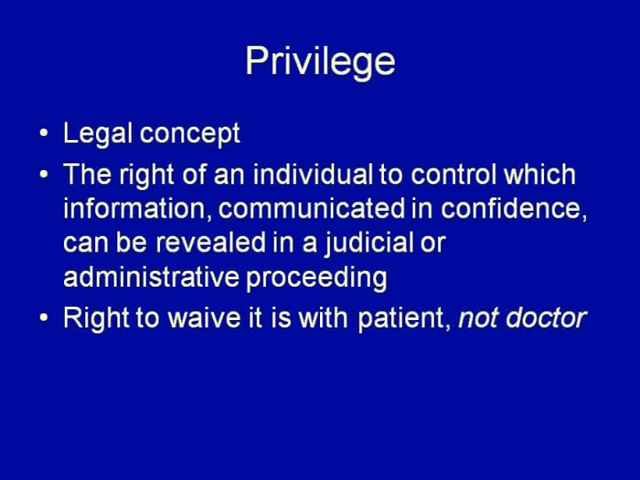 Privilege
• Legal concept
• The right of an individual to control which
information, communicated in confidence,
can be revealed in a judicial or
administrative proceeding
• Right to waive it is with patient, not doctor